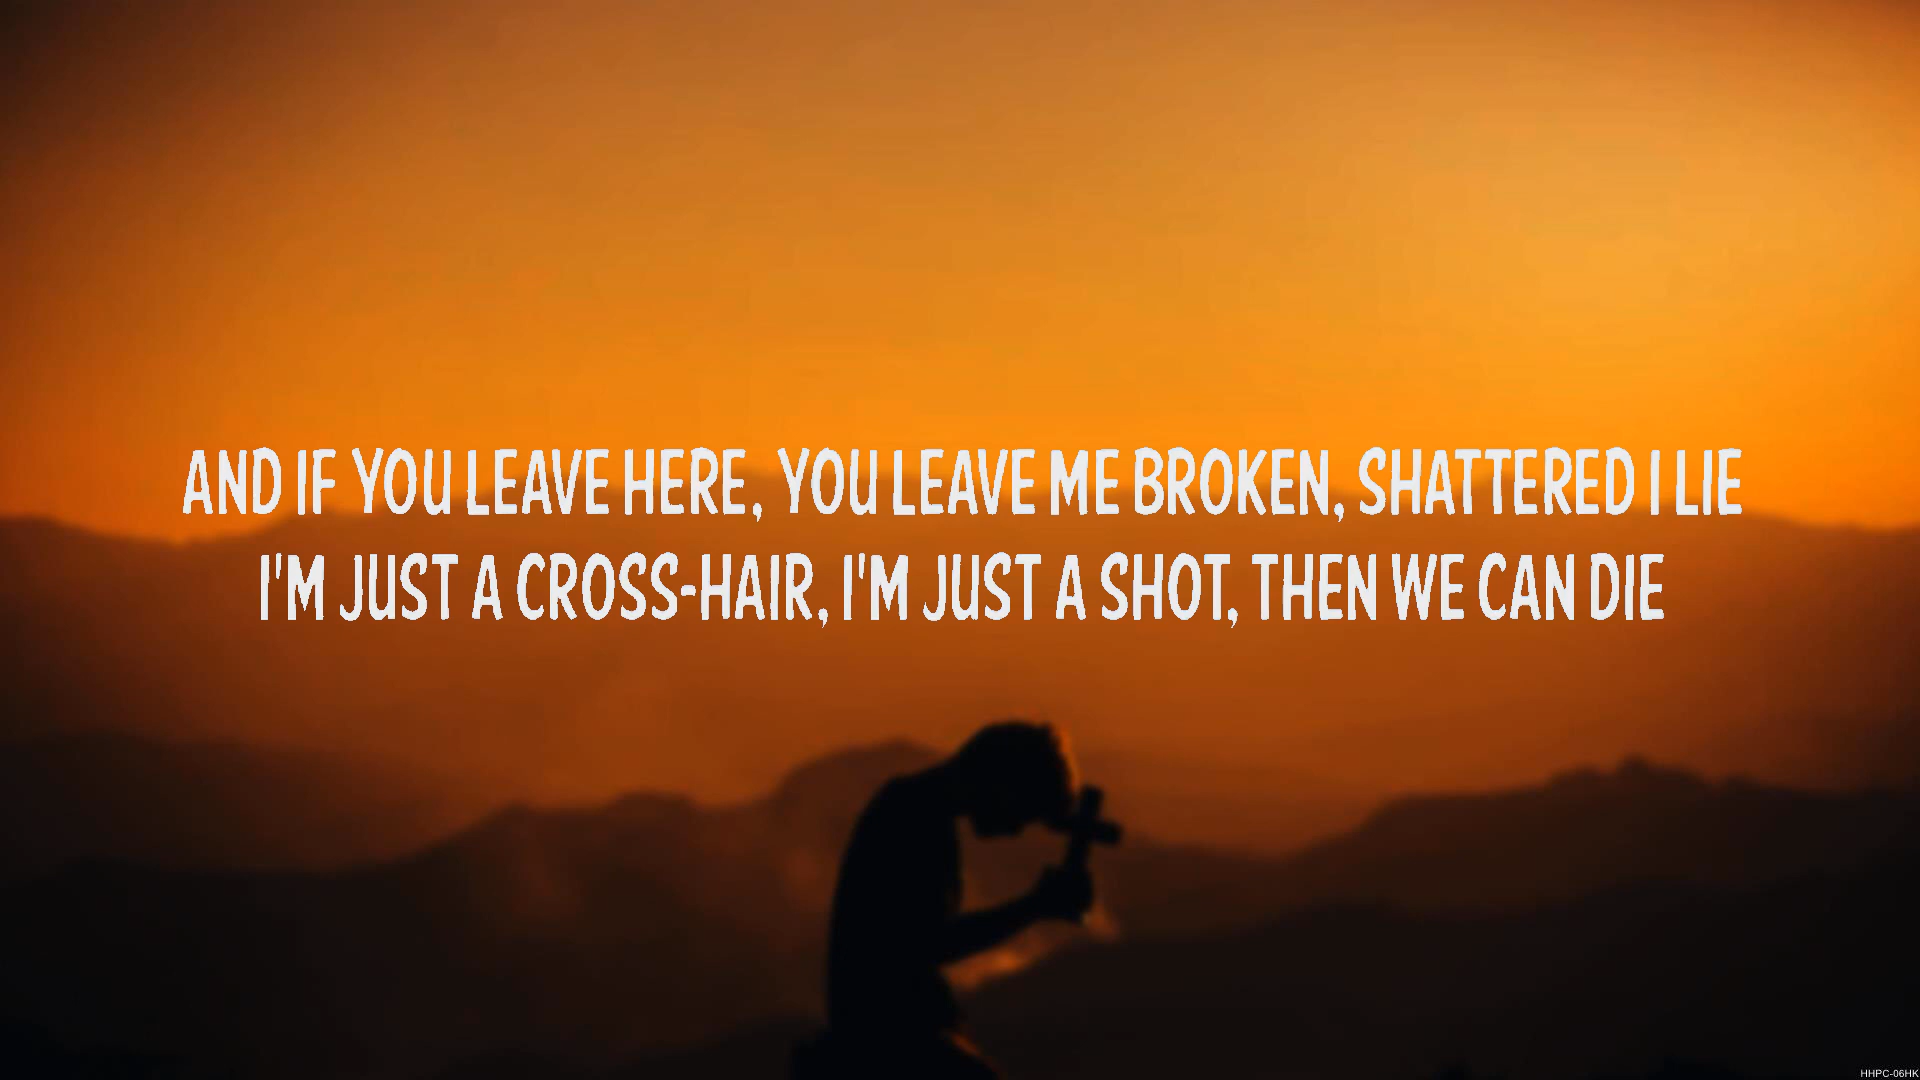 AND IF YOU LEAVE HERE, YOU LEAVE ME BROKEN, SHATTERED I LIE
I'M JUST A CROSS-HAIR, I'M JUST A SHOT, THEN WE CAN DIE
HHPC-06HK